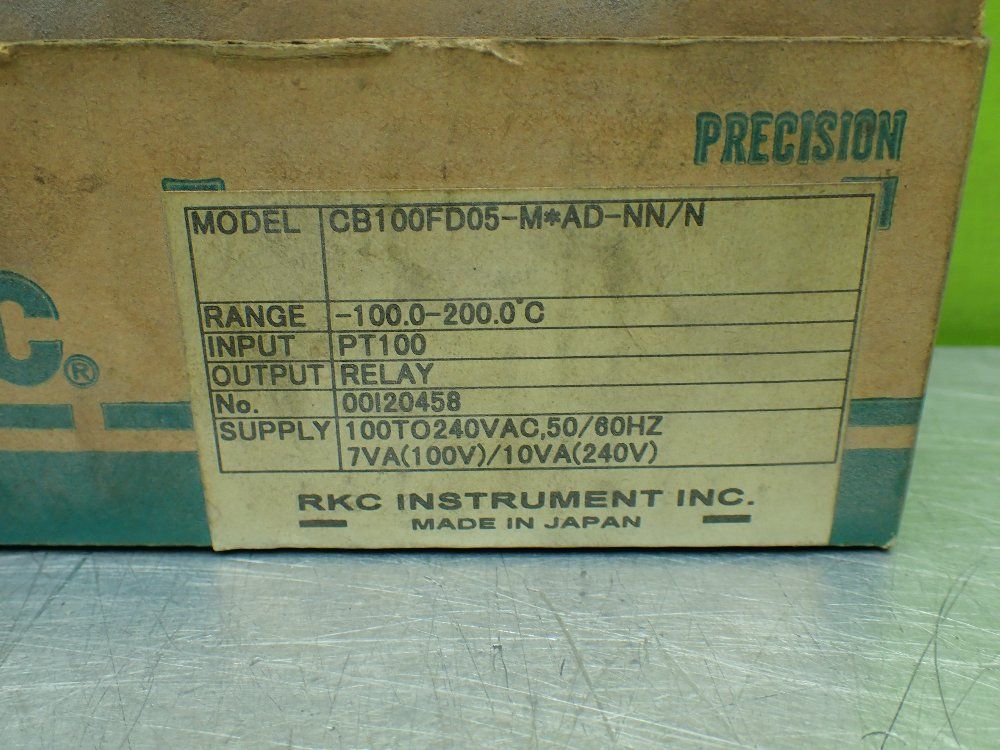 PRECISION
MODEL CB100FD05-M*AD-NN/N
RANGE -100.0-200.0°C
INPUT PT100
OUTPUT RELAY
No. 00I20458
SUPPLY 100TO240VAC,50/60HZ
7VA(100V)/10VA(240V)
RKC INSTRUMENT INC.
MADE IN JAPAN
C®